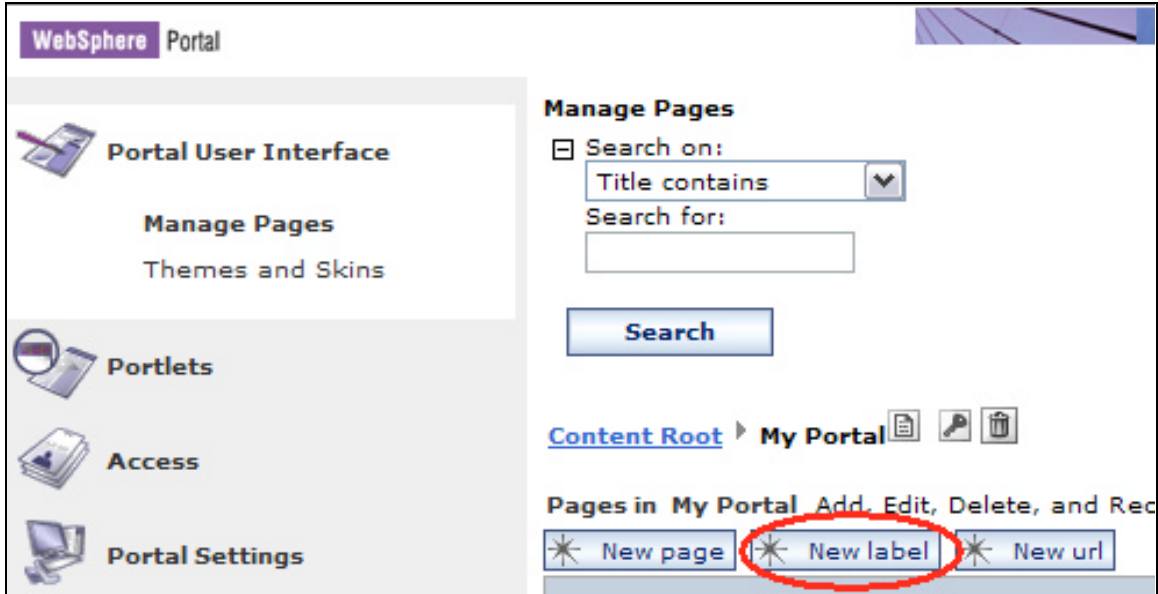 WebSphere Portal
Portal User Interface
Manage Pages
Themes and Skins
Portlets
Access
Portal Settings
Manage Pages
Search on:
Title contains
Search for:
Search
Content Root My Portal
Pages in My Portal Add, Edit, Delete, and Rec
New page New label New url